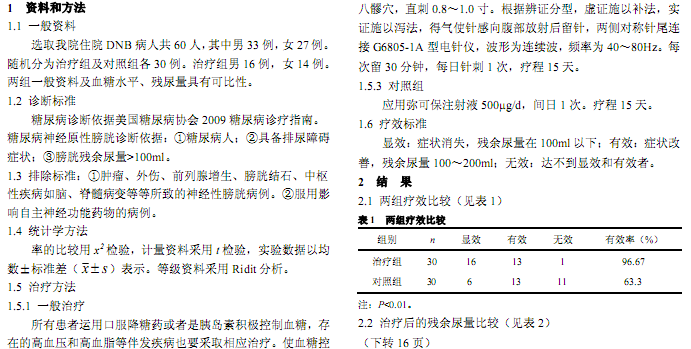 1 资料和方法
1.1 一般资料
选取我院住院 DNB 病人共 60 人，其中男 33 例，女 27 例。
随机分为治疗组及对照组各 30 例。治疗组男 16 例，女 14 例。
两组一般资料及血糖水平、残尿量具有可比性。
1.2 诊断标准
糖尿病诊断依据美国糖尿病协会 2009 糖尿病诊疗指南。
糖尿病神经原性膀胱诊断依据：①糖尿病人；②具备排尿障碍
症状；③膀胱残余尿量>100ml。
1.3 排除标准：①肿瘤、外伤、前列腺增生、膀胱结石、中枢
性疾病如脑、脊髓病变等等所致的神经性膀胱病例。②服用影
响自主神经功能药物的病例。
1.4 统计学方法
率的比较用 x² 检验，计量资料采用 t 检验，实验数据以均
数±标准差（x̄±s）表示。等级资料采用 Ridit 分析。
1.5 治疗方法
1.5.1 一般治疗
所有患者运用口服降糖药或者是胰岛素积极控制血糖，存
在的高血压和高血脂等伴发疾病也要采取相应治疗。使血糖控
八髎穴，直刺 0.8～1.0 寸。根据辨证分型，虚证施以补法，实
证施以泻法，得气使针感向腹部放射后留针，两侧对称针尾连
接 G6805-1A 型电针仪，波形为连续波，频率为 40～80Hz。每
次留 30 分钟，每日针刺 1 次，疗程 15 天。
1.5.3 对照组
应用弥可保注射液 500μg/d，间日 1 次。疗程 15 天。
1.6 疗效标准
显效：症状消失，残余尿量在 100ml 以下；有效：症状改
善，残余尿量 100～200ml；无效：达不到显效和有效者。
2 结 果
2.1 两组疗效比较（见表 1）
表 1 两组疗效比较
组别 n 显效 有效 无效 有效率（%）
治疗组 30 16 13 1 96.67
对照组 30 6 13 11 63.3
注：P<0.01。
2.2 治疗后的残余尿量比较（见表 2）
（下转 16 页）